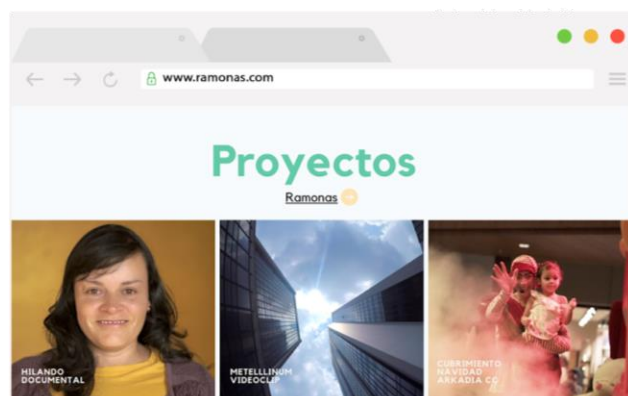 www.ramonas.com
Proyectos
Ramonas
HILANDO
DOCUMENTAL
METELLLINUM
VIDEOCLIP
CUBRIMIENTO
NAVIDAD
ARKADIA CC